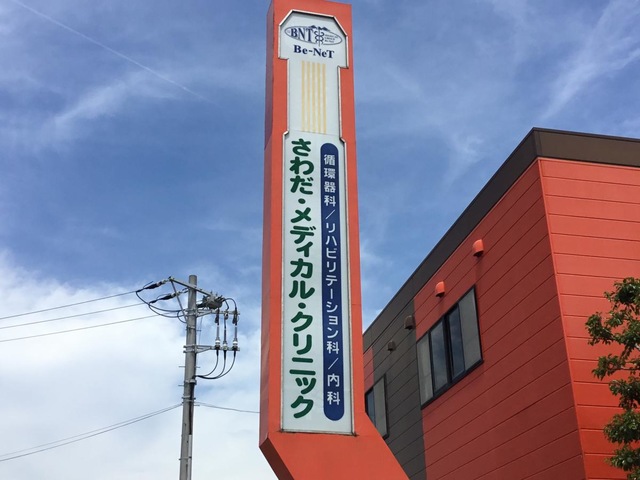 BNT
Be-NeT
さわだ・メディカル・クリニック
循環器科/リハビリテーション科/内科